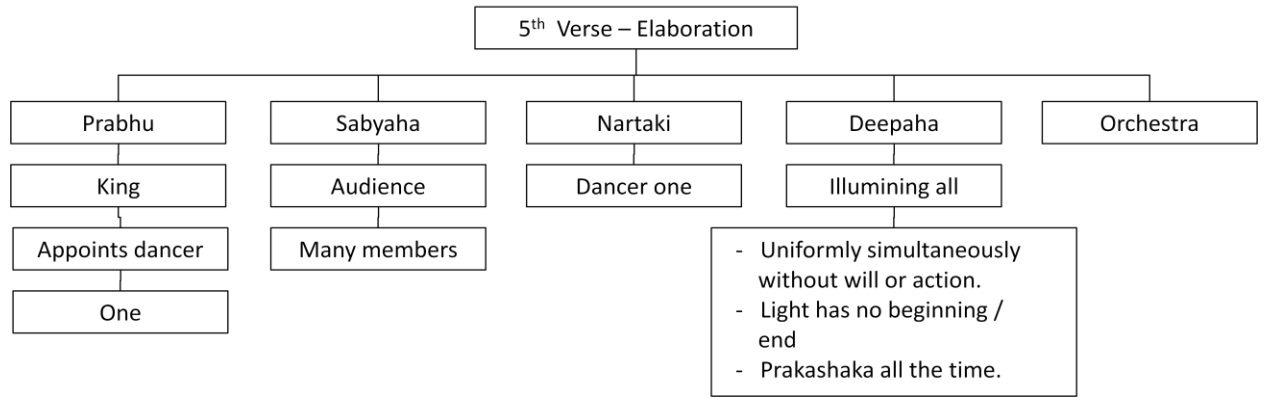 5th Verse – Elaboration
Prabhu
Sabyaha
Nartaki
Deepaha
Orchestra
King
Audience
Dancer one
Illumining all
Appoints dancer
Many members
- Uniformly simultaneously
without will or action.
- Light has no beginning /
end
- Prakashaka all the time.
One